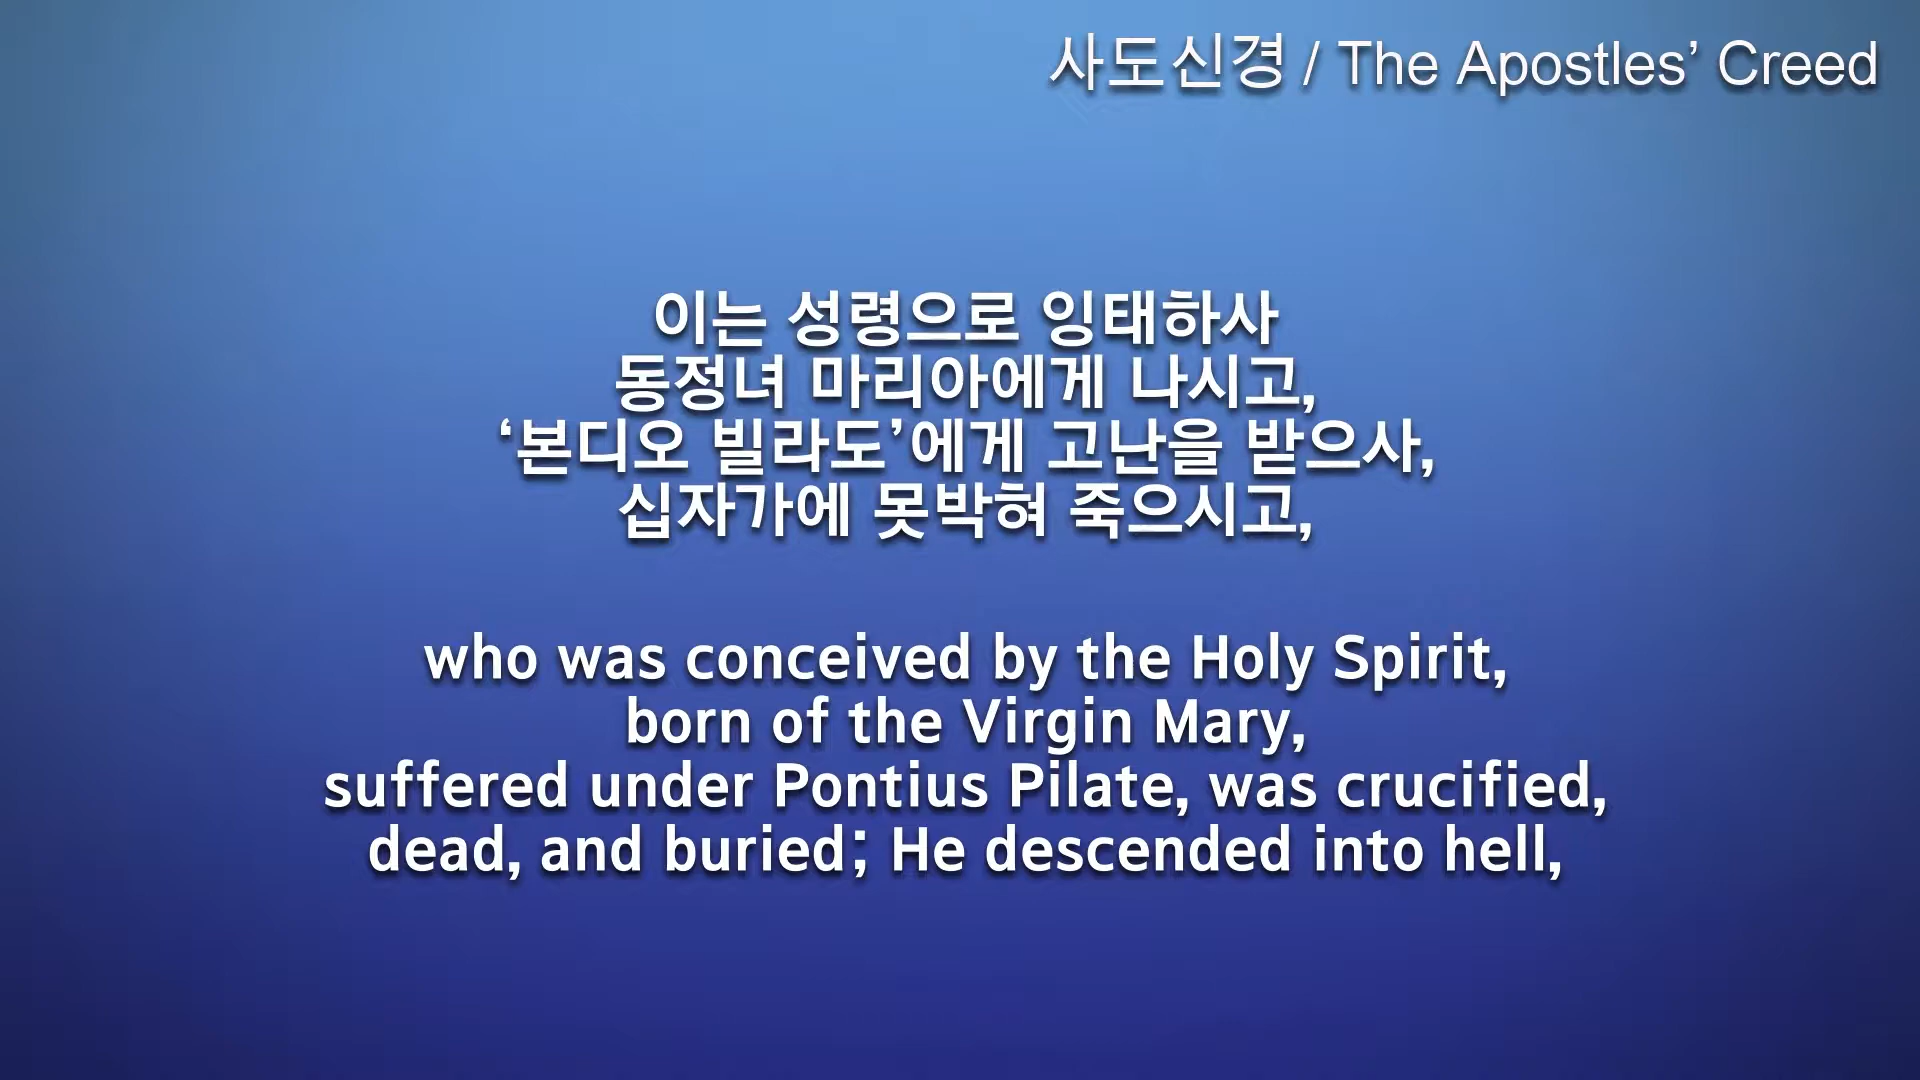 사도신경 / The Apostles’ Creed
이는 성령으로 잉태하사
동정녀 마리아에게 나시고,
‘본디오 빌라도’에게 고난을 받으사,
십자가에 못박혀 죽으시고,
who was conceived by the Holy Spirit,
born of the Virgin Mary,
suffered under Pontius Pilate, was crucified,
dead, and buried; He descended into hell,